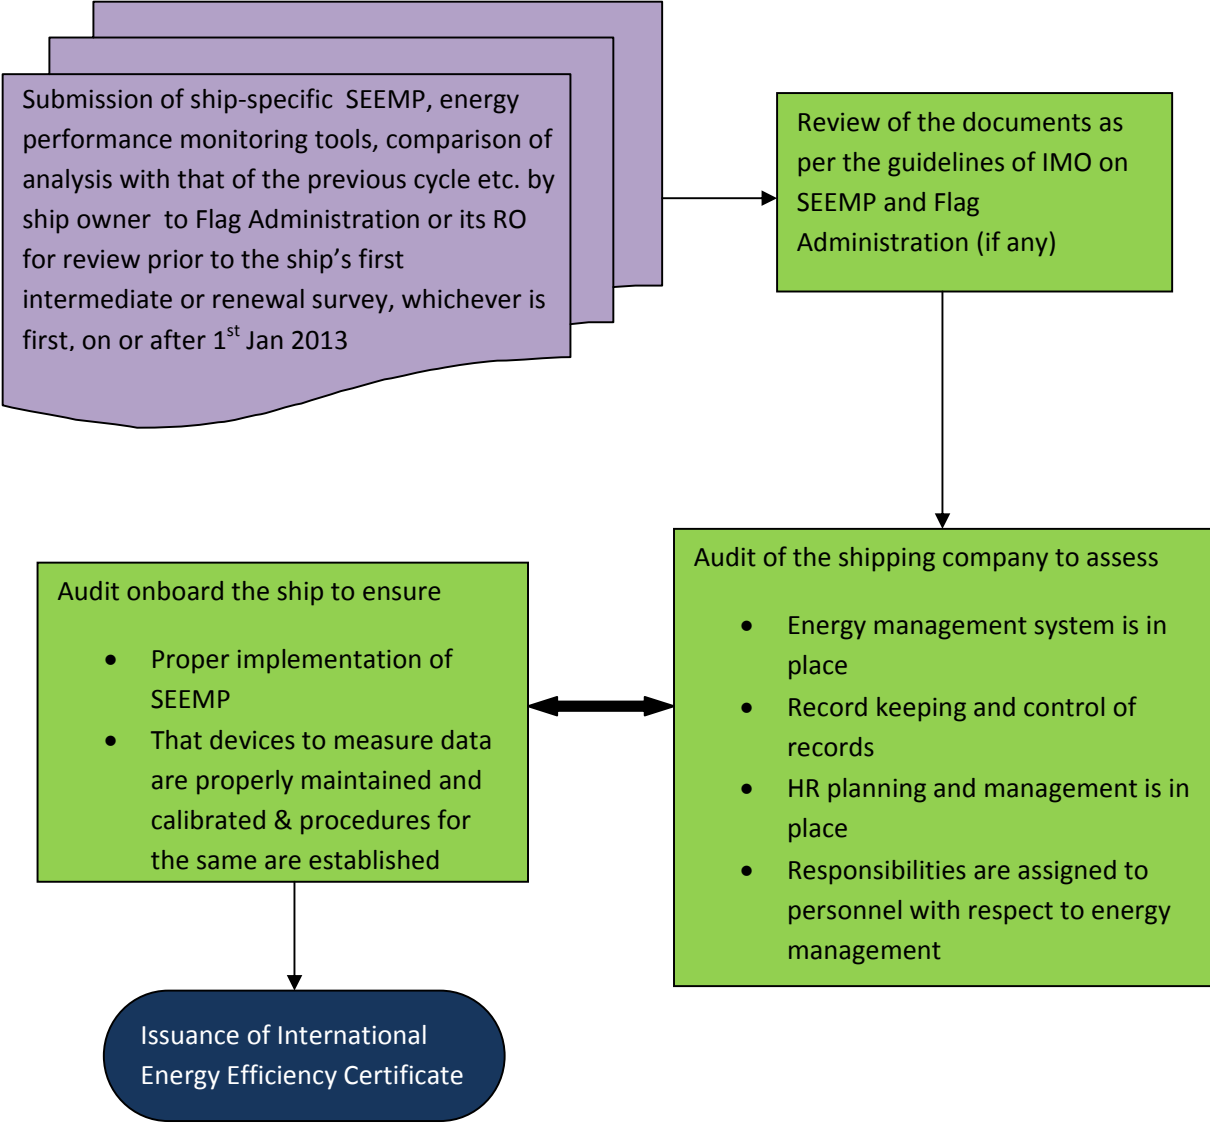 Submission of ship-specific SEEMP, energy
performance monitoring tools, comparison of
analysis with that of the previous cycle etc. by
ship owner to Flag Administration or its RO
for review prior to the ship’s first
intermediate or renewal survey, whichever is
first, on or after 1st Jan 2013
Review of the documents as
per the guidelines of IMO on
SEEMP and Flag
Administration (if any)
Audit of the shipping company to assess
• Energy management system is in
place
• Record keeping and control of
records
• HR planning and management is in
place
• Responsibilities are assigned to
personnel with respect to energy
management
Audit onboard the ship to ensure
• Proper implementation of
SEEMP
• That devices to measure data
are properly maintained and
calibrated & procedures for
the same are established
Issuance of International
Energy Efficiency Certificate